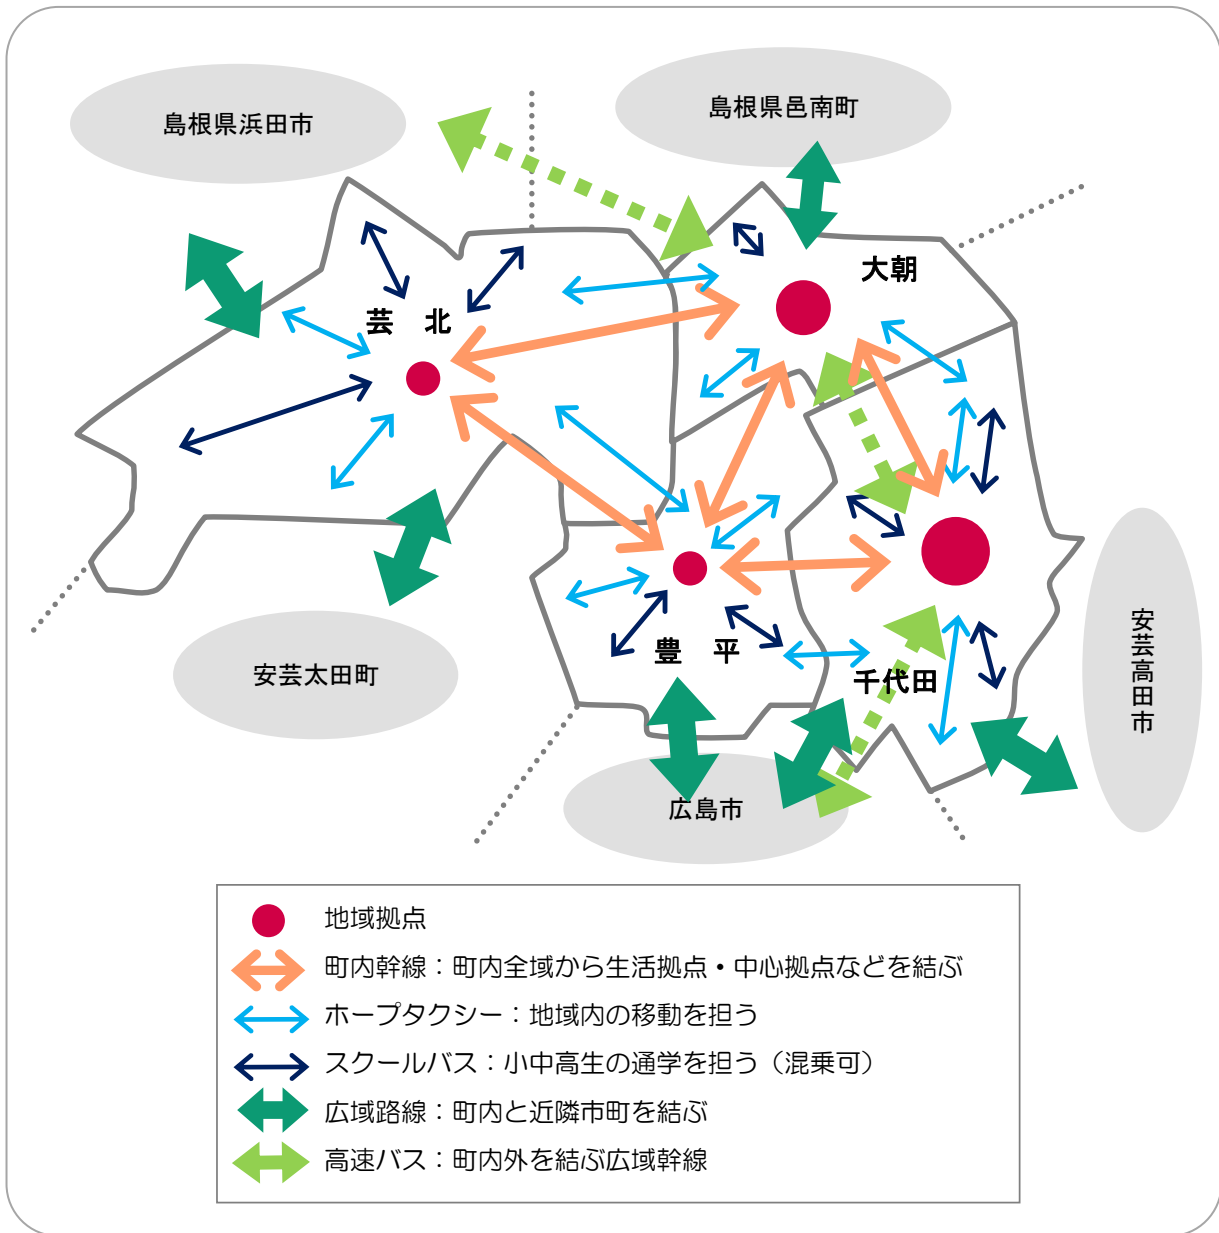 島根県浜田市
島根県邑南町
大朝
芸 北
豊 平
千代田
安芸太田町
安芸高田市
広島市
地域拠点
町内幹線：町内全域から生活拠点・中心拠点などを結ぶ
ホープタクシー：地域内の移動を担う
スクールバス：小中高生の通学を担う（混乗可）
広域路線：町内と近隣市町を結ぶ
高速バス：町内外を結ぶ広域幹線